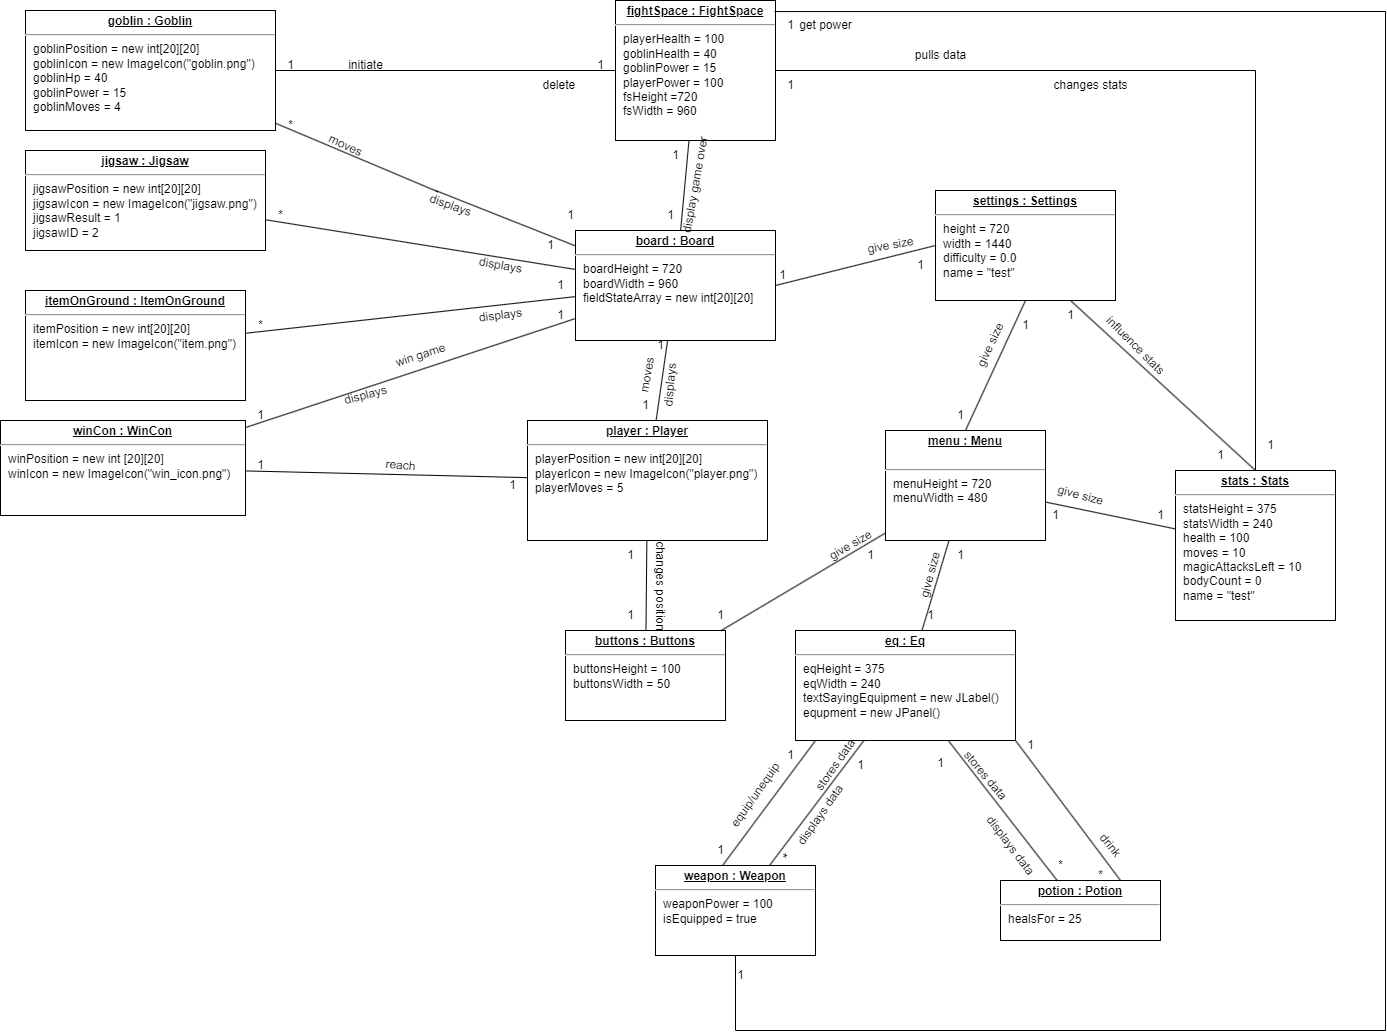 goblin : Goblin
goblinPosition = new int[20][20]
goblinIcon = new ImageIcon("goblin.png")
goblinHp = 40
goblinPower = 15
goblinMoves = 4
fightSpace : FightSpace
playerHealth = 100
goblinHealth = 40
goblinPower = 15
playerPower = 100
fsHeight =720
fsWidth = 960
1 get power
1
initiate
1
delete
pulls data
1
changes stats
*
moves
displays
1
1
1
display game over
1
jigsaw : Jigsaw
jigsawPosition = new int[20][20]
jigsawIcon = new ImageIcon("jigsaw.png")
jigsawResult = 1
jigsawID = 2
*
displays
1
board : Board
boardHeight = 720
boardWidth = 960
fieldStateArray = new int[20][20]
1
give size
1
settings : Settings
height = 720
width = 1440
difficulty = 0.0
name = "test"
itemOnGround : ItemOnGround
itemPosition = new int[20][20]
itemIcon = new ImageIcon("item.png")
*
displays
1
win game
displays
1
1
moves
displays
1
give size
1
1
1
influence stats
1
1
winCon : WinCon
winPosition = new int [20][20]
winIcon = new ImageIcon("win_icon.png")
1
reach
1
player : Player
playerPosition = new int[20][20]
playerIcon = new ImageIcon("player.png")
playerMoves = 5
menu : Menu
menuHeight = 720
menuWidth = 480
give size
1
1
stats : Stats
statsHeight = 375
statsWidth = 240
health = 100
moves = 10
magicAttacksLeft = 10
bodyCount = 0
name = "test"
1
changes position
1
give size
1
1
give size
1
1
buttons : Buttons
buttonsHeight = 100
buttonsWidth = 50
eq : Eq
eqHeight = 375
eqWidth = 240
textSayingEquipment = new JLabel()
equpment = new JPanel()
1
equip/unequip
1
stores data
1
displays data
*
1
stores data
displays data
*
1
drink
*
weapon : Weapon
weaponPower = 100
isEquipped = true
1
potion : Potion
healsFor = 25